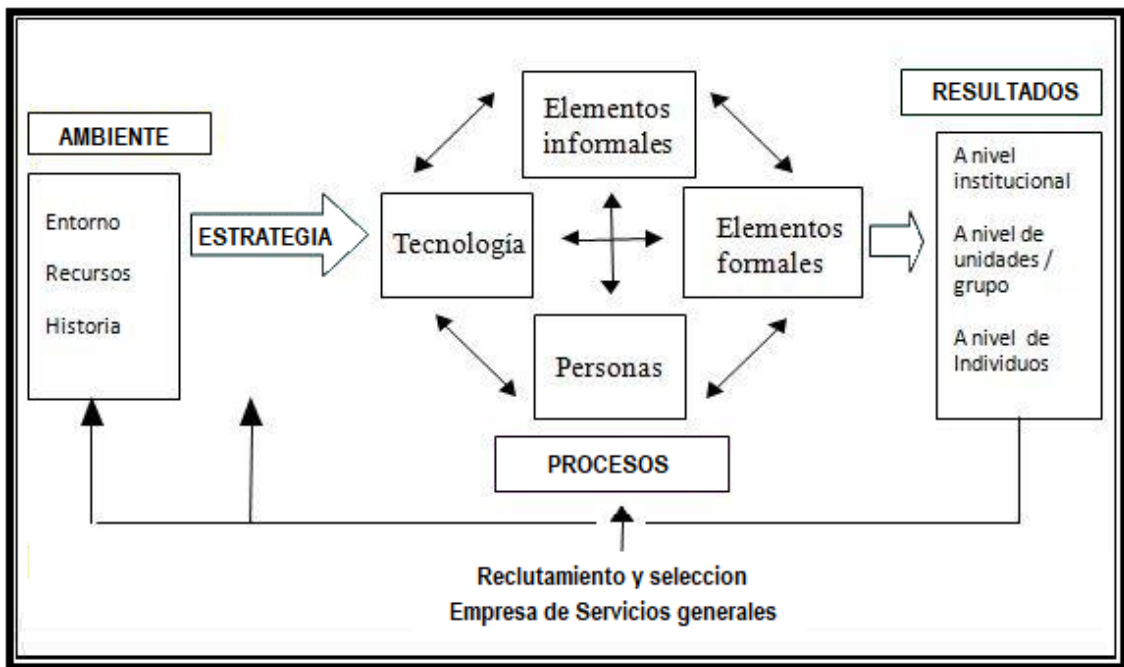 AMBIENTE
Entorno
Recursos
Historia
ESTRATEGIA
Elementos
informales
Tecnología
Elementos
formales
Personas
PROCESOS
Reclutamiento y seleccion
Empresa de Servicios generales
RESULTADOS
A nivel
institucional
A nivel de
unidades /
grupo
A nivel de
Individuos